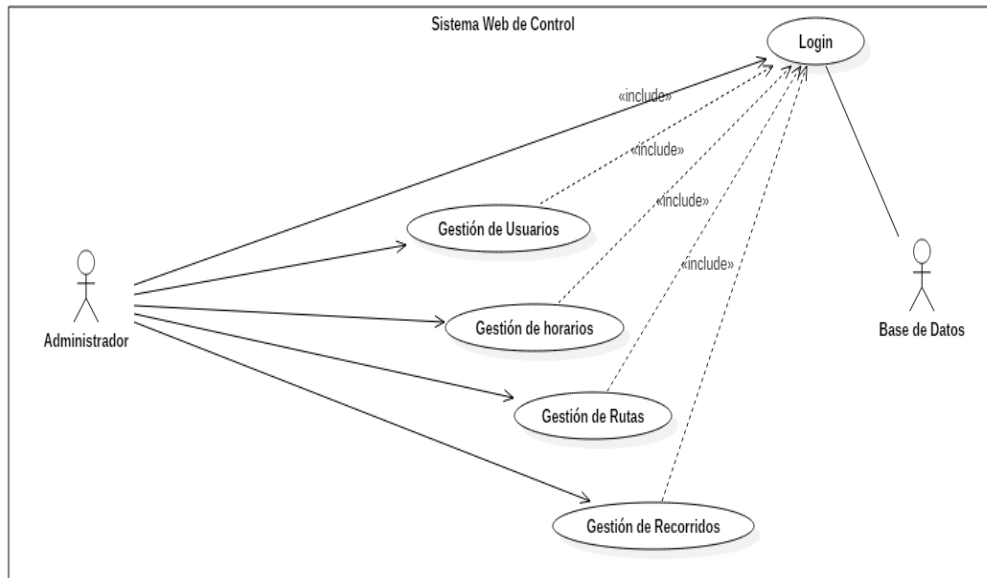 Sistema Web de Control
Login
«include»
«include»
«include»
«include»
Gestión de Usuarios
Gestión de horarios
Gestión de Rutas
Gestión de Recorridos
Administrador
Base de Datos